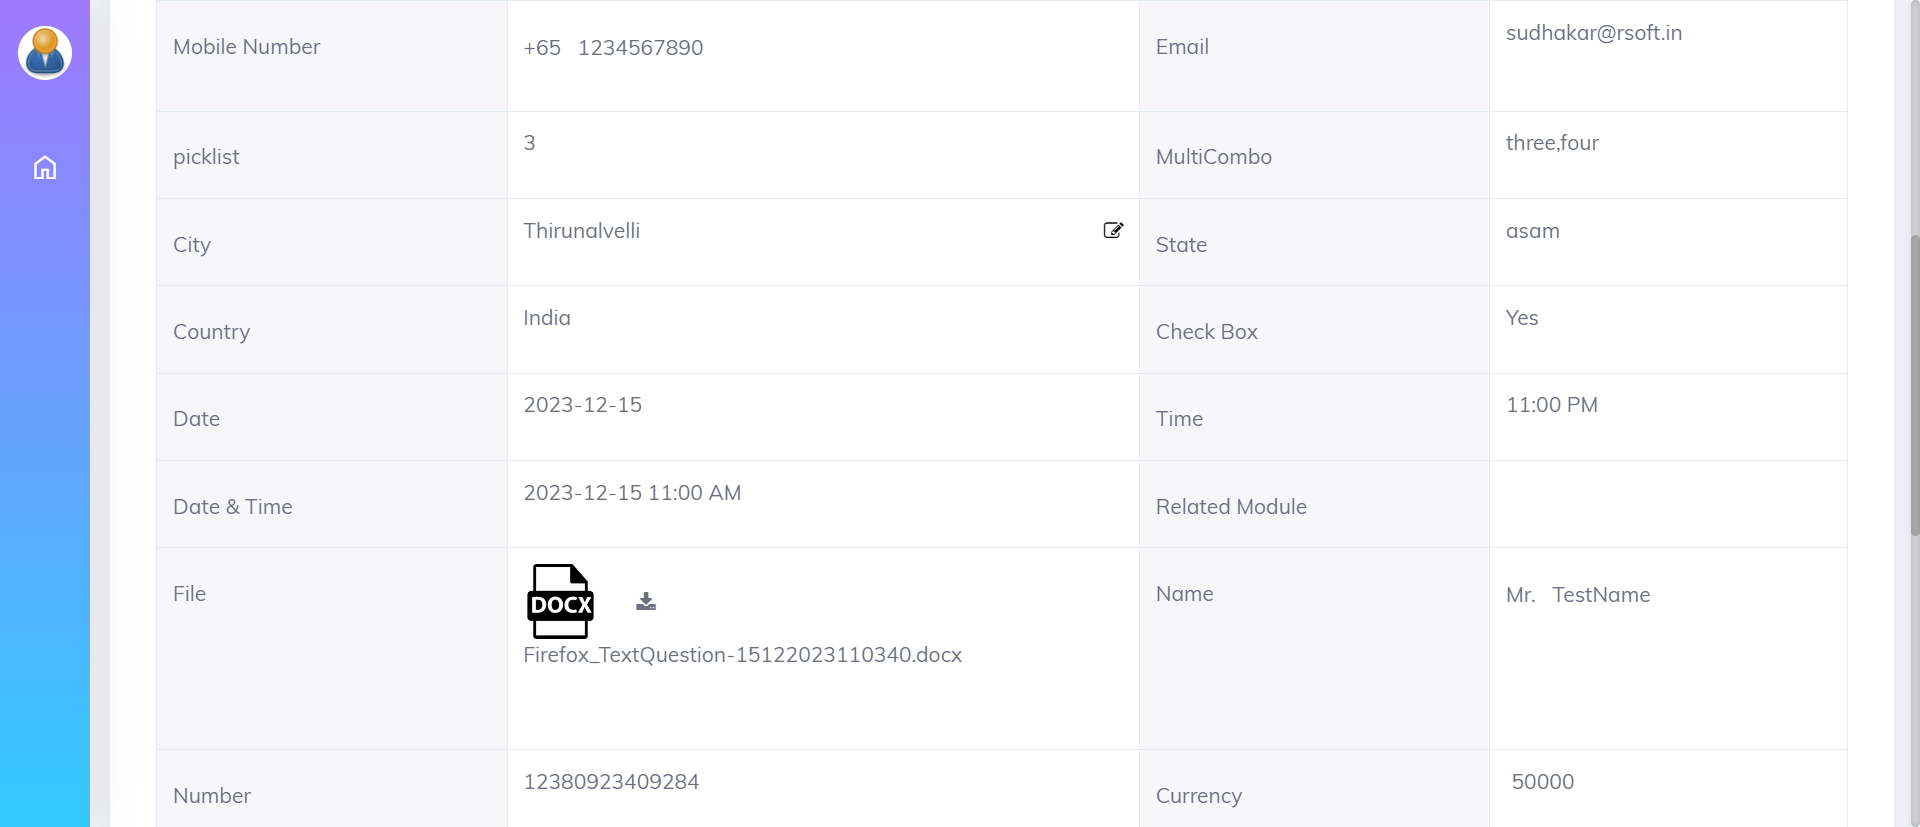 Mobile Number +65 1234567890 Email sudhakar@rsoft.in
picklist 3 MultiCombo three,four
City Thirunalvelli State asam
Country India Check Box Yes
Date 2023-12-15 Time 11:00 PM
Date & Time 2023-12-15 11:00 AM Related Module
File DOCX Name Mr. TestName
Firefox_TextQuestion-15122023110340.docx
Number 12380923409284 Currency 50000